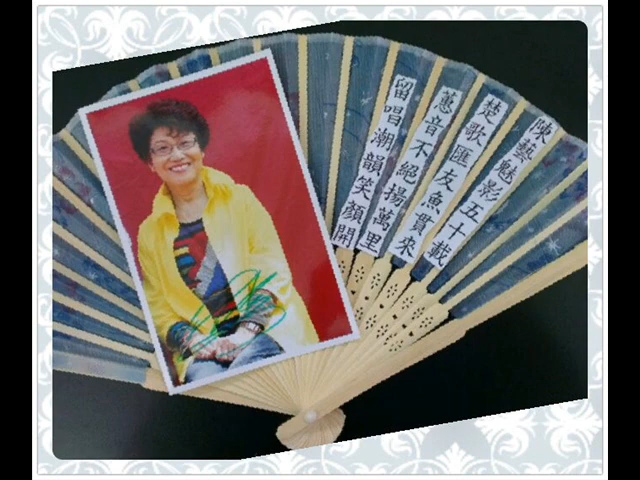 陳藝魅影五十載
楚歌匯友魚貫來
蕙音不絕揚萬里
留唱潮韻笑顏開